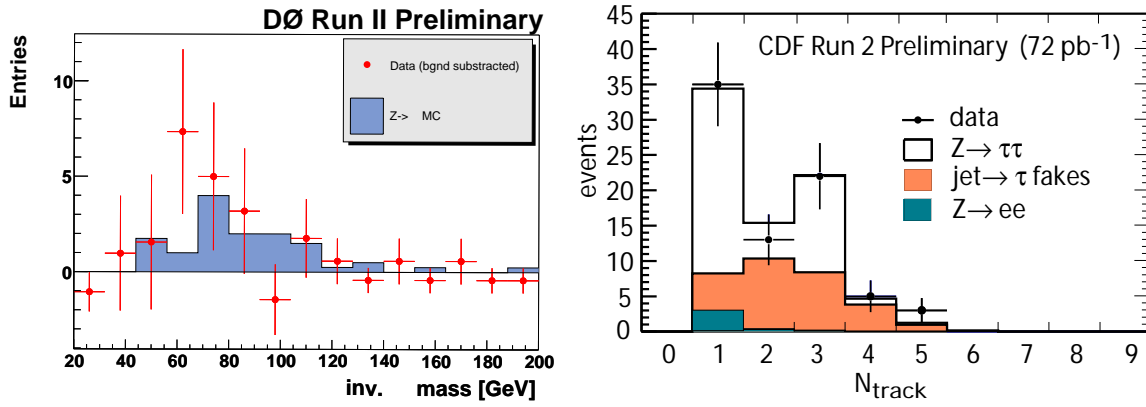 DØ Run II Preliminary
Entries
Data (bgnd substracted)
Z-> MC
10
5
0
20 40 60 80 100 120 140 160 180 200
inv. mass [GeV]
CDF Run 2 Preliminary (72 pb-1)
events
data
Z→ ττ
jet→ τ fakes
Z→ ee
45
40
35
30
25
20
15
10
5
0
0 1 2 3 4 5 6 7 8 9
Ntrack